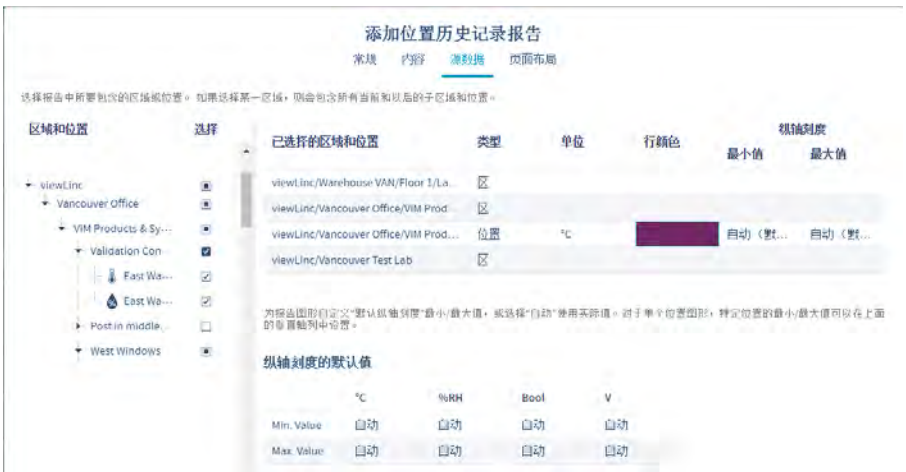 添加位置历史记录报告
常规 内容 源数据 页面布局
选择报告中所要包含的区域或位置。如果选择某一区域，则会包含所有当前和以后的子区域和位置。
区域和位置 选择
viewLinc
Vancouver Office
VIM Products & Sy...
Validation Con
East Wa...
East Wa...
Post in middle...
West Windows
已选择的区域和位置 类型 单位 行颜色 纵轴刻度
最小值 最大值
viewLinc/Warehouse VAN/Floor 1/La... 区
viewLinc/Vancouver Office/VIM Prod... 区
viewLinc/Vancouver Office/VIM Prod... 位置 °C 自动（默... 自动（默...
viewLinc/Vancouver Test Lab 区
为报告图形自定义“默认纵轴刻度”最小/最大值，或选择“自动”使用实际值。对于单个位置图形，特定位置的最小/最大值可以在上面
的垂直轴列中设置。
纵轴刻度的默认值
°C %RH Bool V
Min. Value 自动 自动 自动 自动
Max. Value 自动 自动 自动 自动